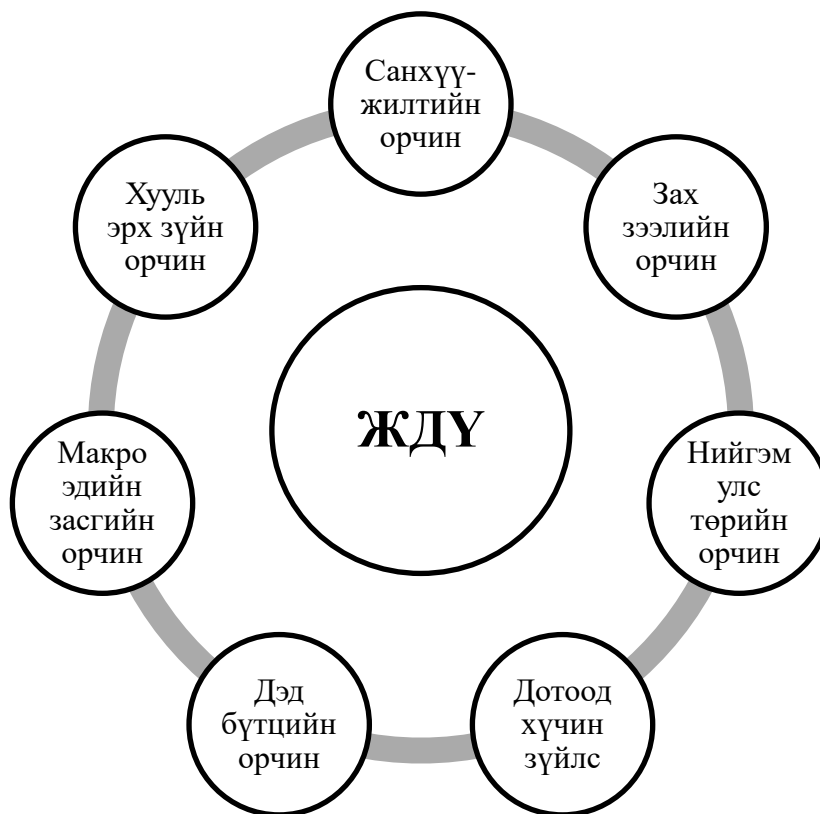 Санхүү-
жилтийн
орчин
Зах
зээлийн
орчин
Нийгэм
улс
төрийн
орчин
Дотоод
хүчин
зүйлс
Дэд
бүтцийн
орчин
Макро
эдийн
засгийн
орчин
Хууль
эрх зүйн
орчин
ЖДҮ